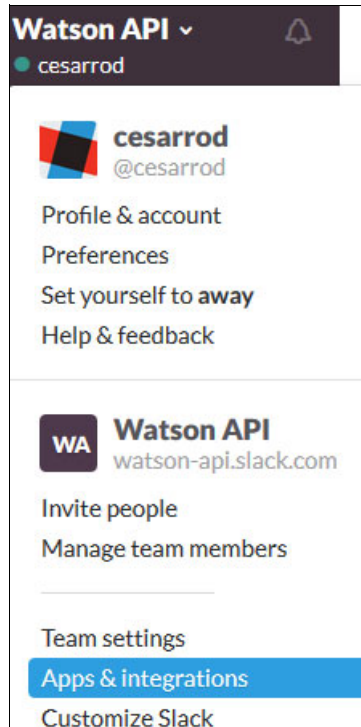 Watson API
cesarrod
cesarrod
@cesarrod
Profile & account
Preferences
Set yourself to away
Help & feedback
WA
Watson API
watson-api.slack.com
Invite people
Manage team members
Team settings
Apps & integrations
Customize Slack